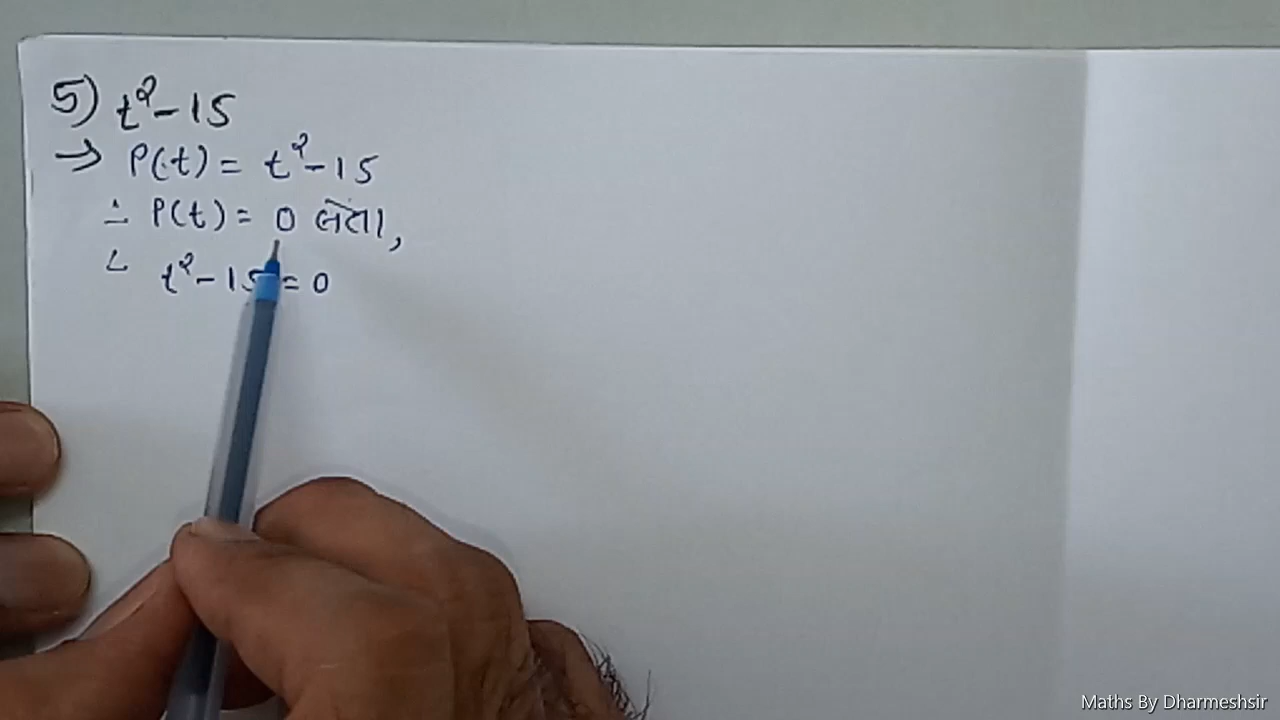 5) t²-15
→ P(t) = t²-15
∴ P(t) = 0 લેતા,
∴ t²-15 = 0
Maths By Dharmeshsir